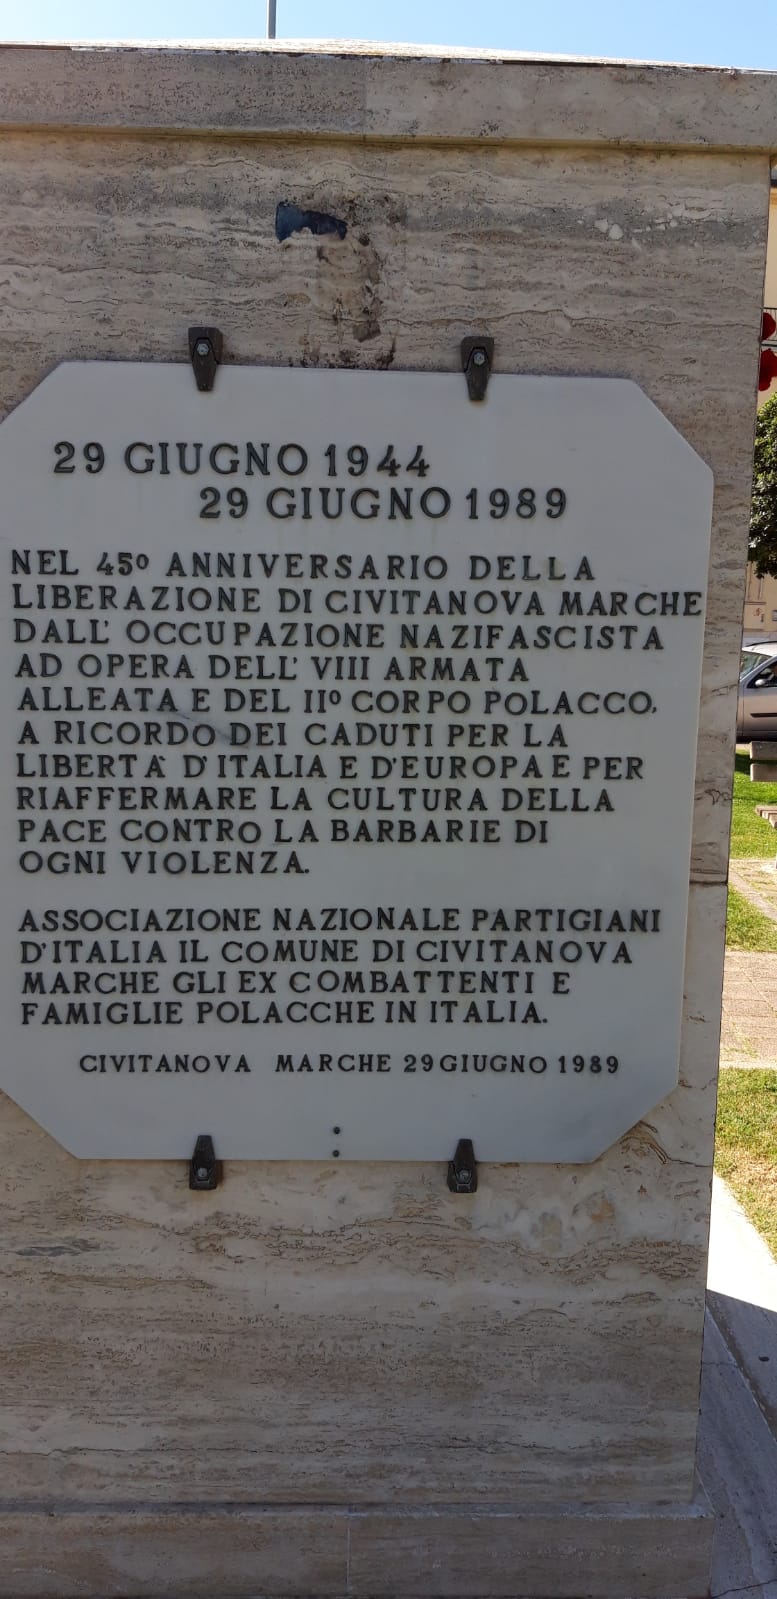 29 GIUGNO 1944
29 GIUGNO 1989
NEL 45º ANNIVERSARIO DELLA
LIBERAZIONE DI CIVITANOVA MARCHE
DALL' OCCUPAZIONE NAZIFASCISTA
AD OPERA DELL' VIII ARMATA
ALLEATA E DEL IIº CORPO POLACCO,
A RICORDO DEI CADUTI PER LA
LIBERTA' D'ITALIA E D'EUROPA E PER
RIAFFERMARE LA CULTURA DELLA
PACE CONTRO LA BARBARIE DI
OGNI VIOLENZA.
ASSOCIAZIONE NAZIONALE PARTIGIANI
D'ITALIA IL COMUNE DI CIVITANOVA
MARCHE GLI EX COMBATTENTI E
FAMIGLIE POLACCHE IN ITALIA.
CIVITANOVA MARCHE 29 GIUGNO 1989